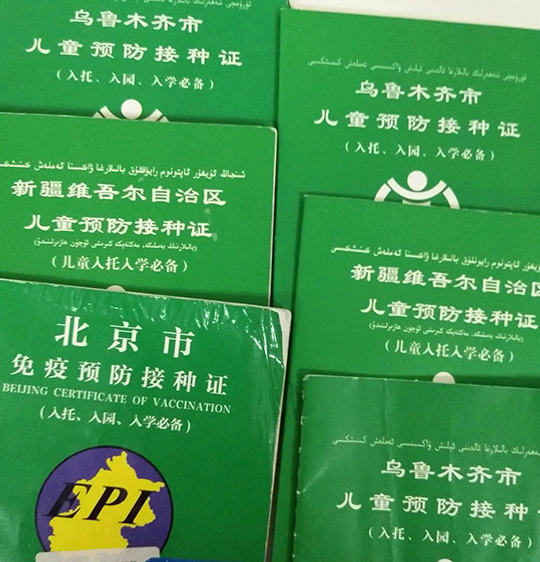 乌鲁木齐市
儿童预防接种证
（入托、入园、入学必备）
乌鲁木齐市
儿童预防接种证
（入托、入园、入学必备）
新疆维吾尔自治区
儿童预防接种证
（儿童入托入学必备）
新疆维吾尔自治区
儿童预防接种证
（儿童入托入学必备）
北京市
免疫预防接种证
BEIJING CERTIFICATE OF VACCINATION
（入托、入园、入学必备）
EPI
乌鲁木齐市
儿童预防接种
（入托、入园、入学必备）